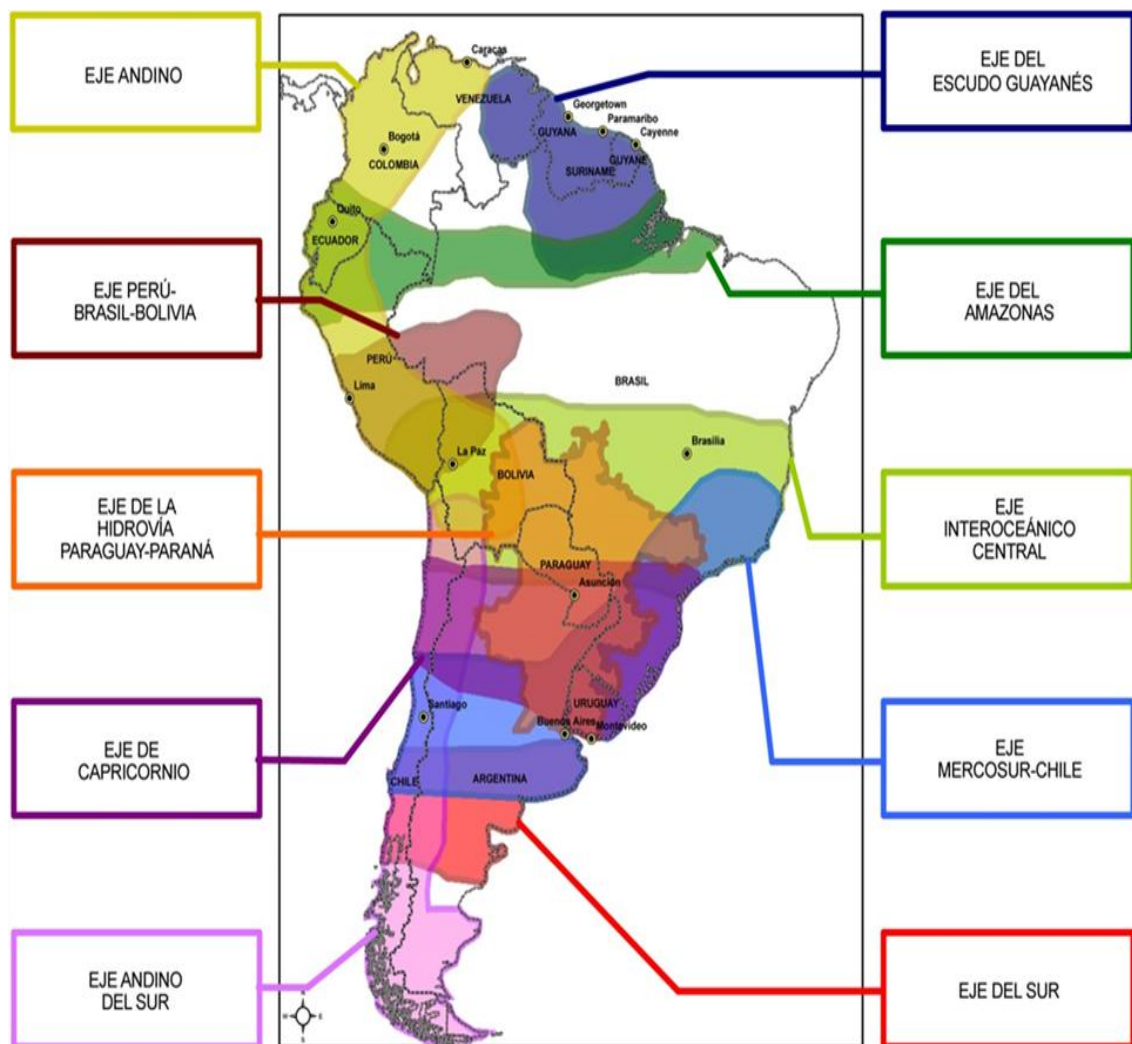 EJE ANDINO
EJE PERÚ-
BRASIL-BOLIVIA
EJE DE LA
HIDROVÍA
PARAGUAY-PARANÁ
EJE DE
CAPRICORNIO
EJE ANDINO
DEL SUR
Caracas
VENEZUELA
Georgetown
Paramaribo
GUYANA
Cayenne
Bogotá
COLOMBIA
GUYANE
SURINAME
Quito
ECUADOR
PERÚ
BRASIL
Lima
Brasilia
La Paz
BOLIVIA
PARAGUAY
Asunción
URUGUAY
Santiago
Buenos Aires
Montevideo
CHILE
ARGENTINA
N
W
E
S
EJE DEL
ESCUDO GUAYANÉS
EJE DEL
AMAZONAS
EJE
INTEROCEÁNICO
CENTRAL
EJE
MERCOSUR-CHILE
EJE DEL SUR